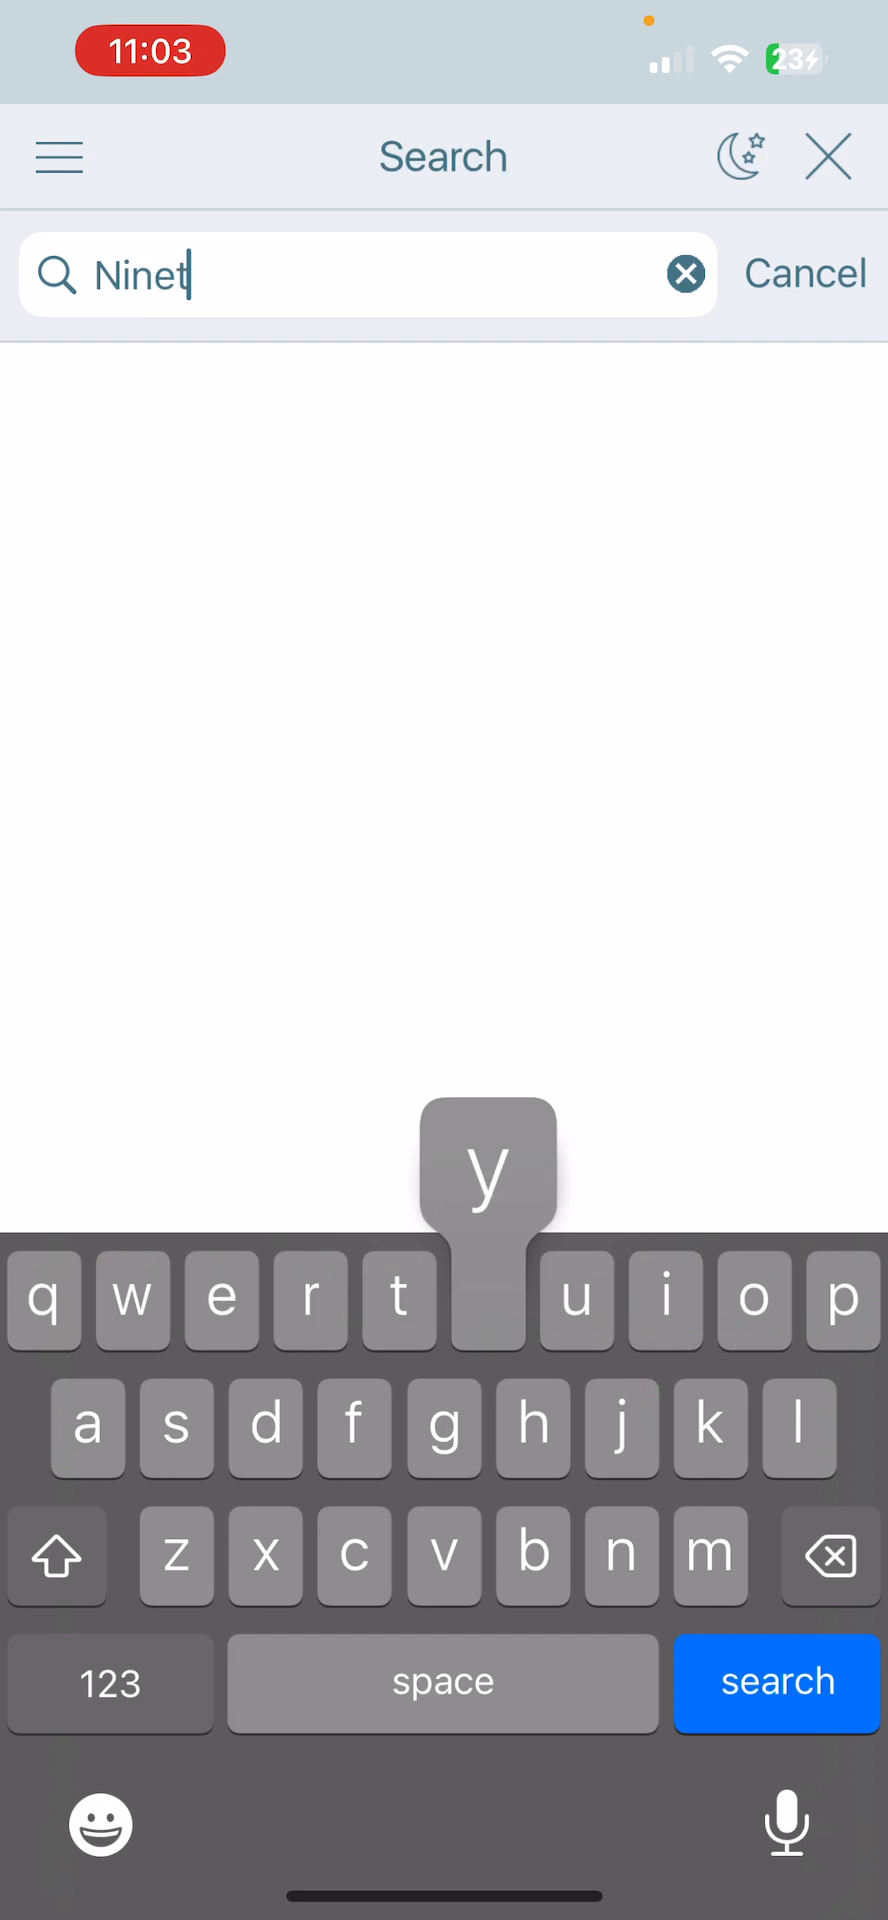 11:03
23
Search
Ninet
Cancel
y
q w e r t u i o p
a s d f g h j k l
z x c v b n m
123 space search